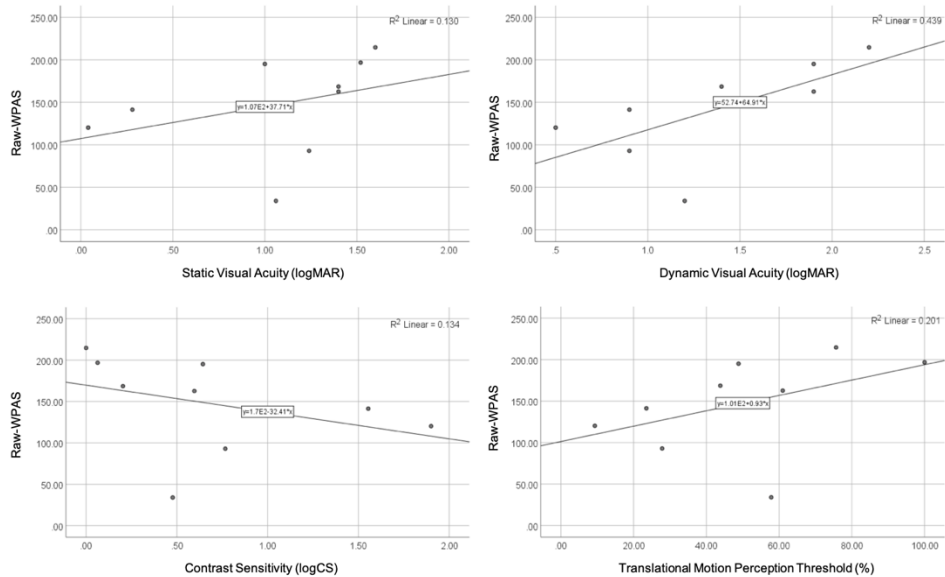 R2 Linear = 0.130
250.00
200.00
150.00
100.00
50.00
.00
Raw-WPAS
y=1.07E2+37.71*x
.00 .50 1.00 1.50 2.00
Static Visual Acuity (logMAR)
R2 Linear = 0.439
250.00
200.00
150.00
100.00
50.00
.00
Raw-WPAS
y=52.74+64.91*x
.5 1.0 1.5 2.0 2.5
Dynamic Visual Acuity (logMAR)
R2 Linear = 0.134
250.00
200.00
150.00
100.00
50.00
.00
Raw-WPAS
y=1.7E2-32.41*x
.00 .50 1.00 1.50 2.00
Contrast Sensitivity (logCS)
R2 Linear = 0.201
250.00
200.00
150.00
100.00
50.00
.00
Raw-WPAS
y=1.01E2+0.93*x
.00 20.00 40.00 60.00 80.00 100.00
Translational Motion Perception Threshold (%)